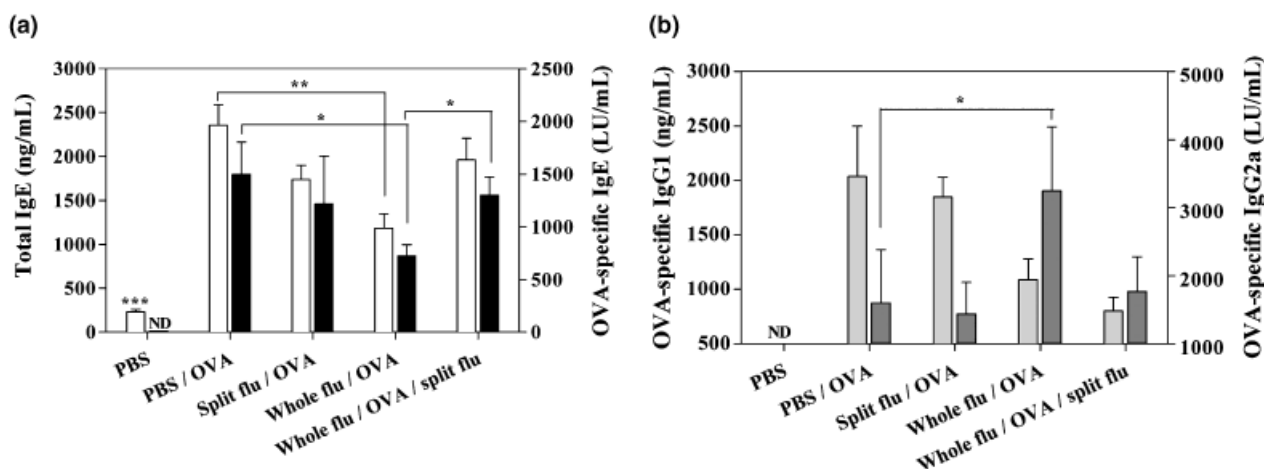 (a)
Total IgE (ng/mL)
3000
2500
2000
1500
1000
500
0
OVA-specific IgE (LU/mL)
2500
2000
1500
1000
500
0
**
*
*
***
ND
PBS
PBS / OVA
Split flu / OVA
Whole flu / OVA
Whole flu / OVA / split flu
(b)
OVA-specific IgG1 (ng/mL)
3000
2500
2000
1500
1000
500
OVA-specific IgG2a (LU/mL)
5000
4000
3000
2000
1000
*
ND
PBS
PBS / OVA
Split flu / OVA
Whole flu / OVA
Whole flu / OVA / split flu